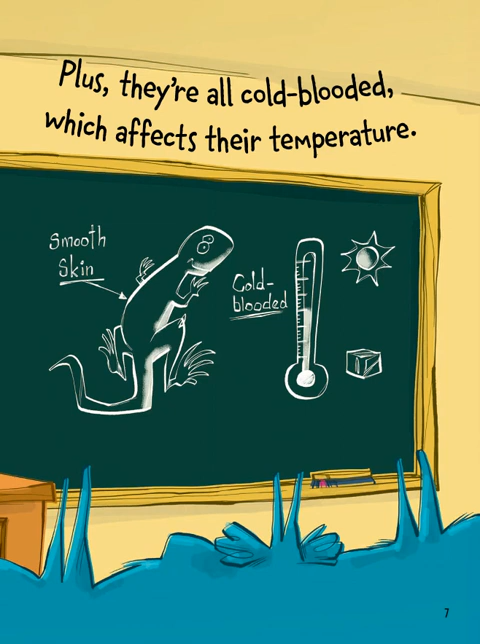 Plus, they're all cold-blooded,
which affects their temperature.
Smooth
Skin
Cold-
blooded
7